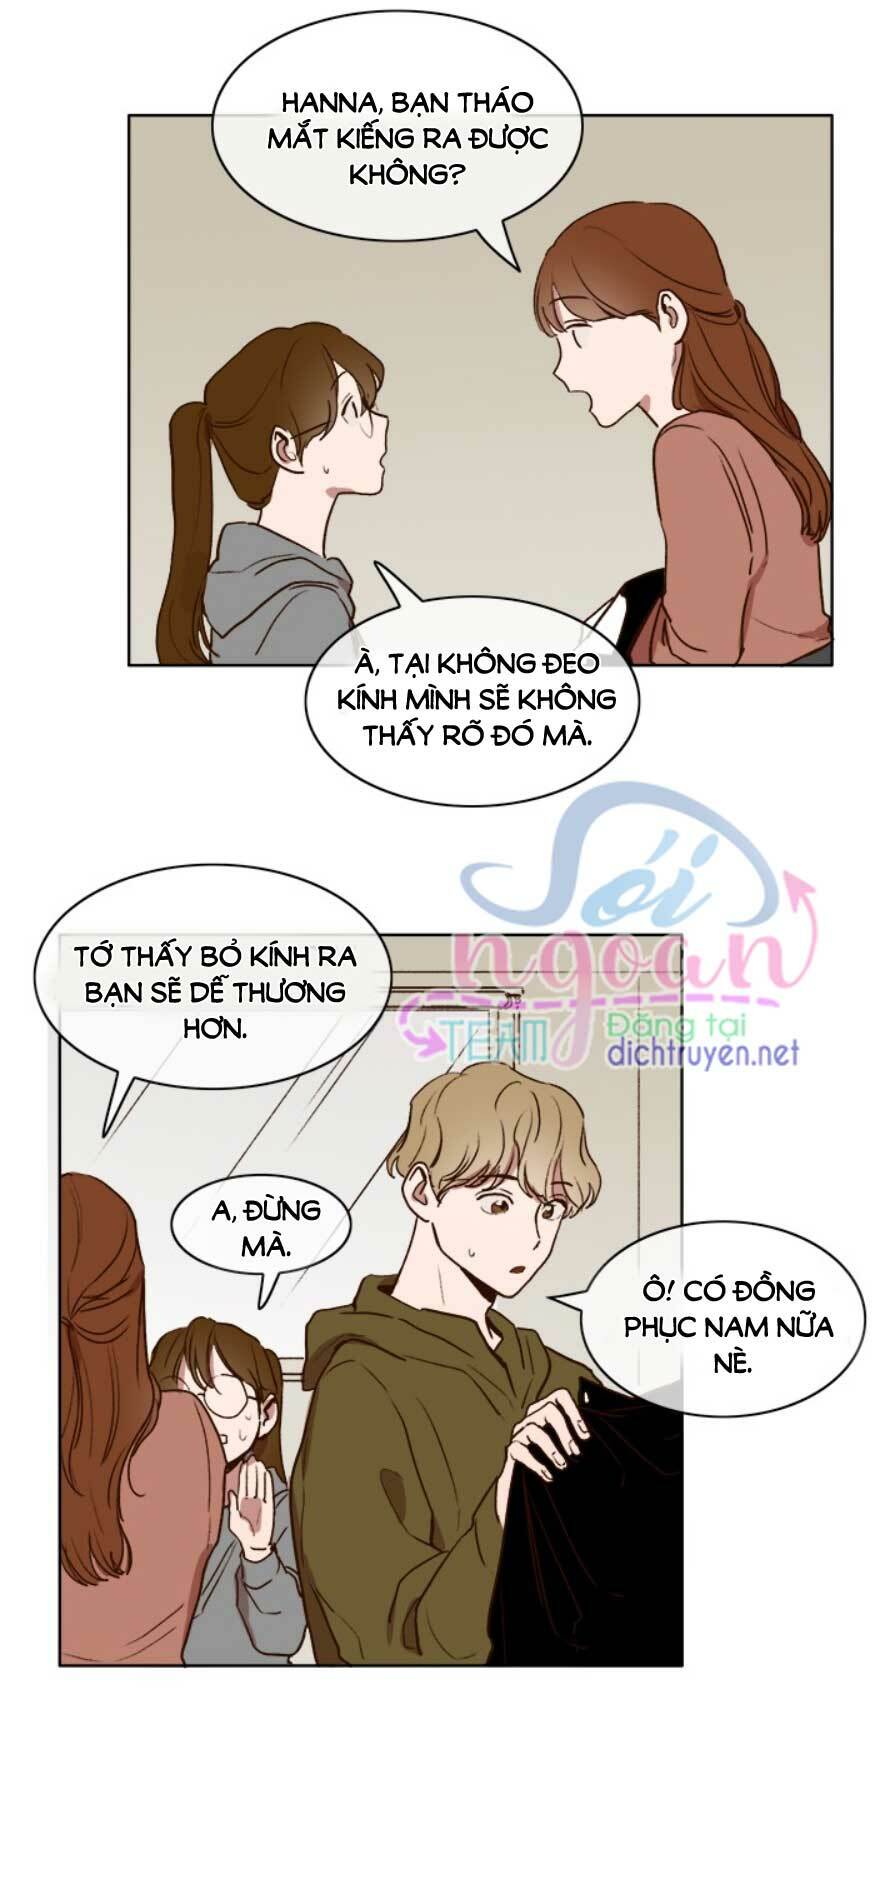 HANNA, BẠN THÁO
MẮT KIẾNG RA ĐƯỢC
KHÔNG?
À, TẠI KHÔNG ĐEO
KÍNH MÌNH SẼ KHÔNG
THẤY RÕ ĐÓ MÀ.
Sói
ngoan
TEAM
Đăng tại
dichtruyen.net
TỚ THẤY BỎ KÍNH RA
BẠN SẼ DỄ THƯƠNG
HƠN.
A, ĐỪNG
MÀ.
Ô! CÓ ĐỒNG
PHỤC NAM NỮA
NÈ.